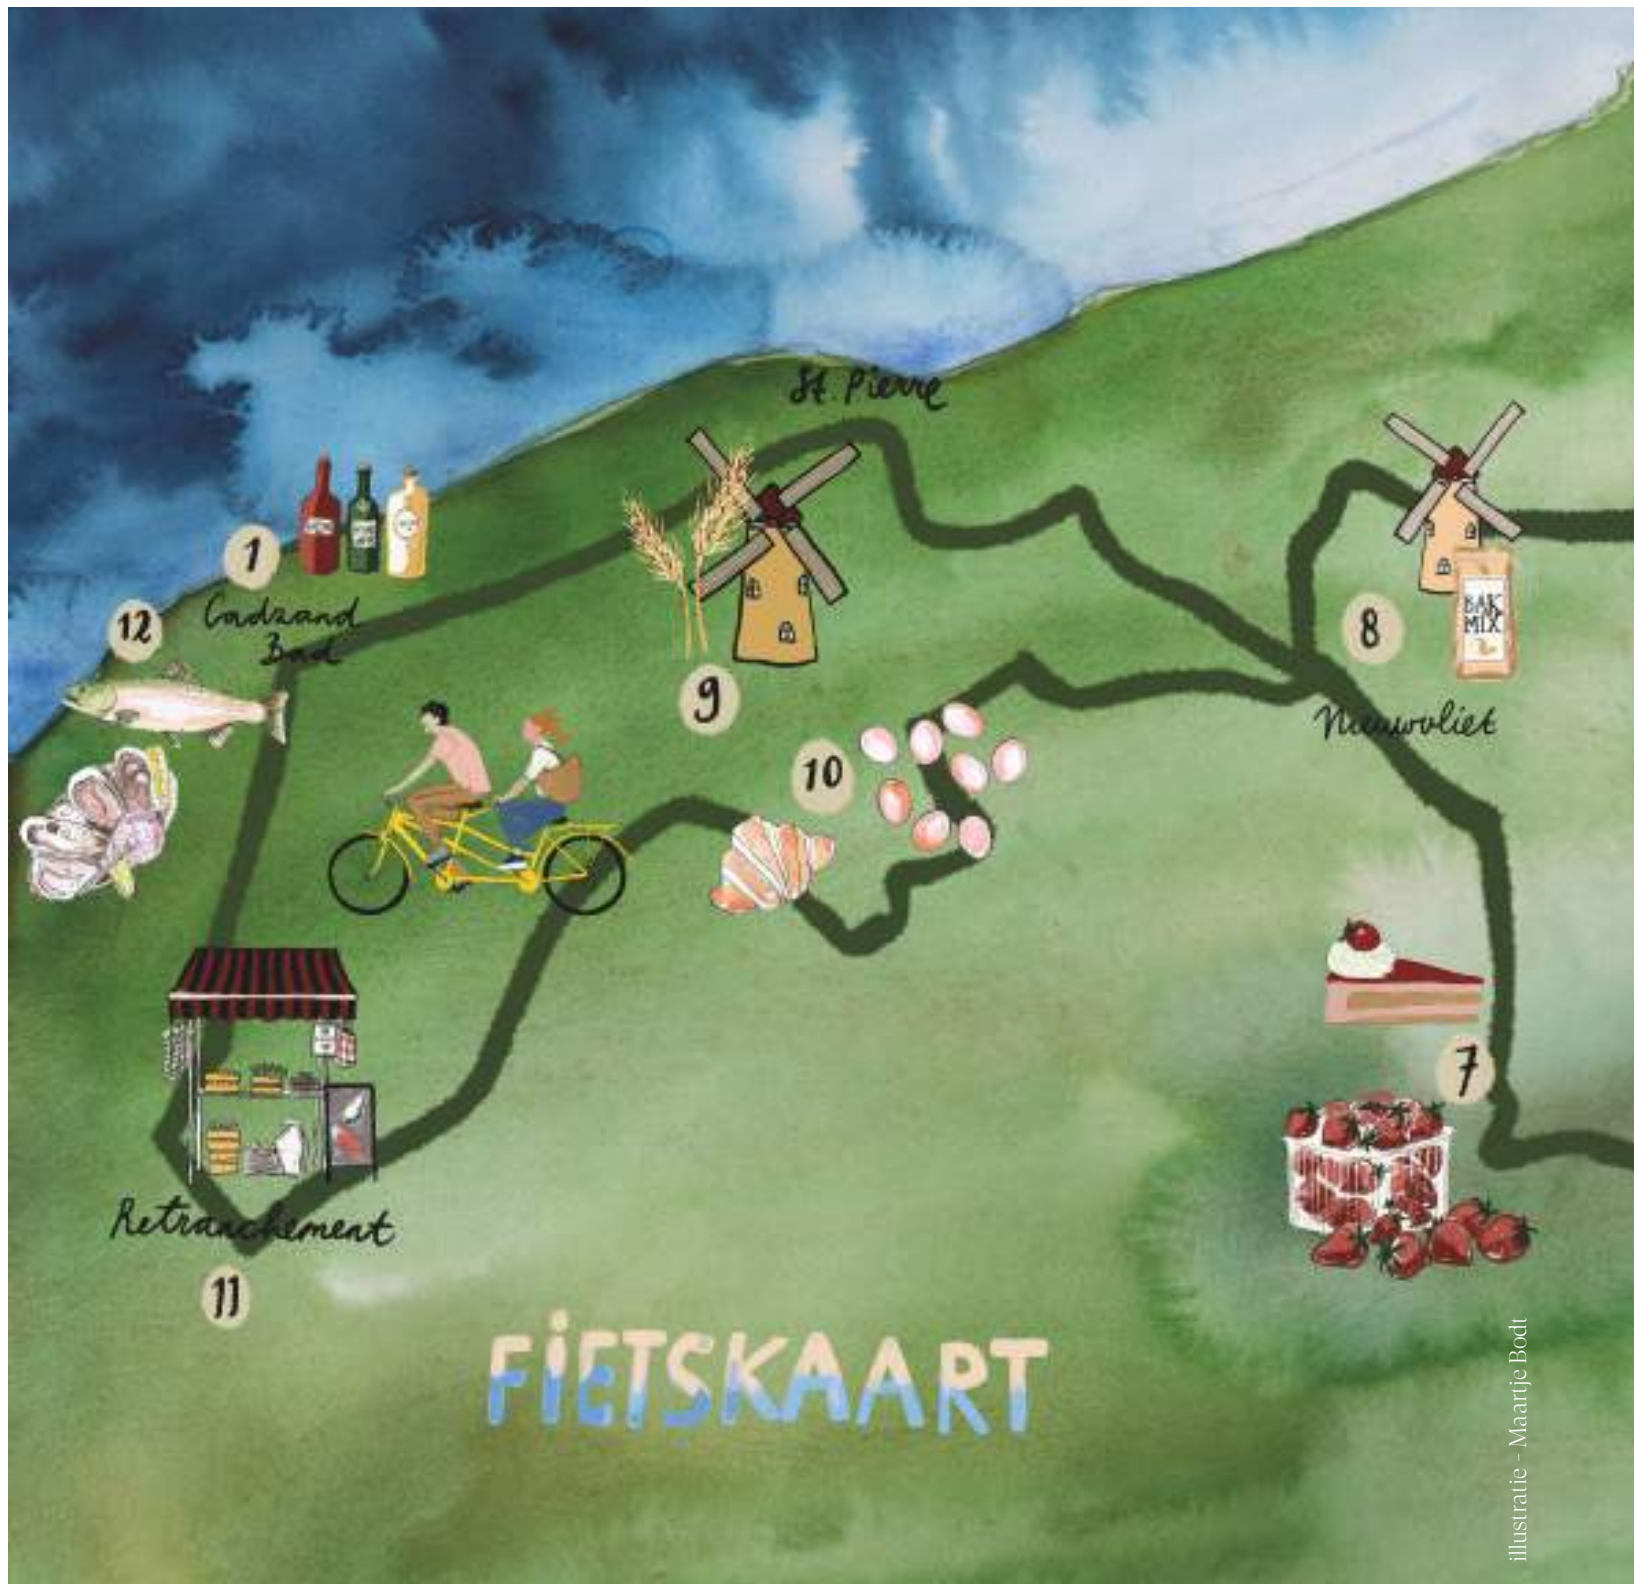 St. Pierre
1
Cadzand
Bad
12
8
BAK
MIX
9
Nieuwvliet
10
7
Retranchement
11
FIETSKAART
illustratie - Maartje Bodt